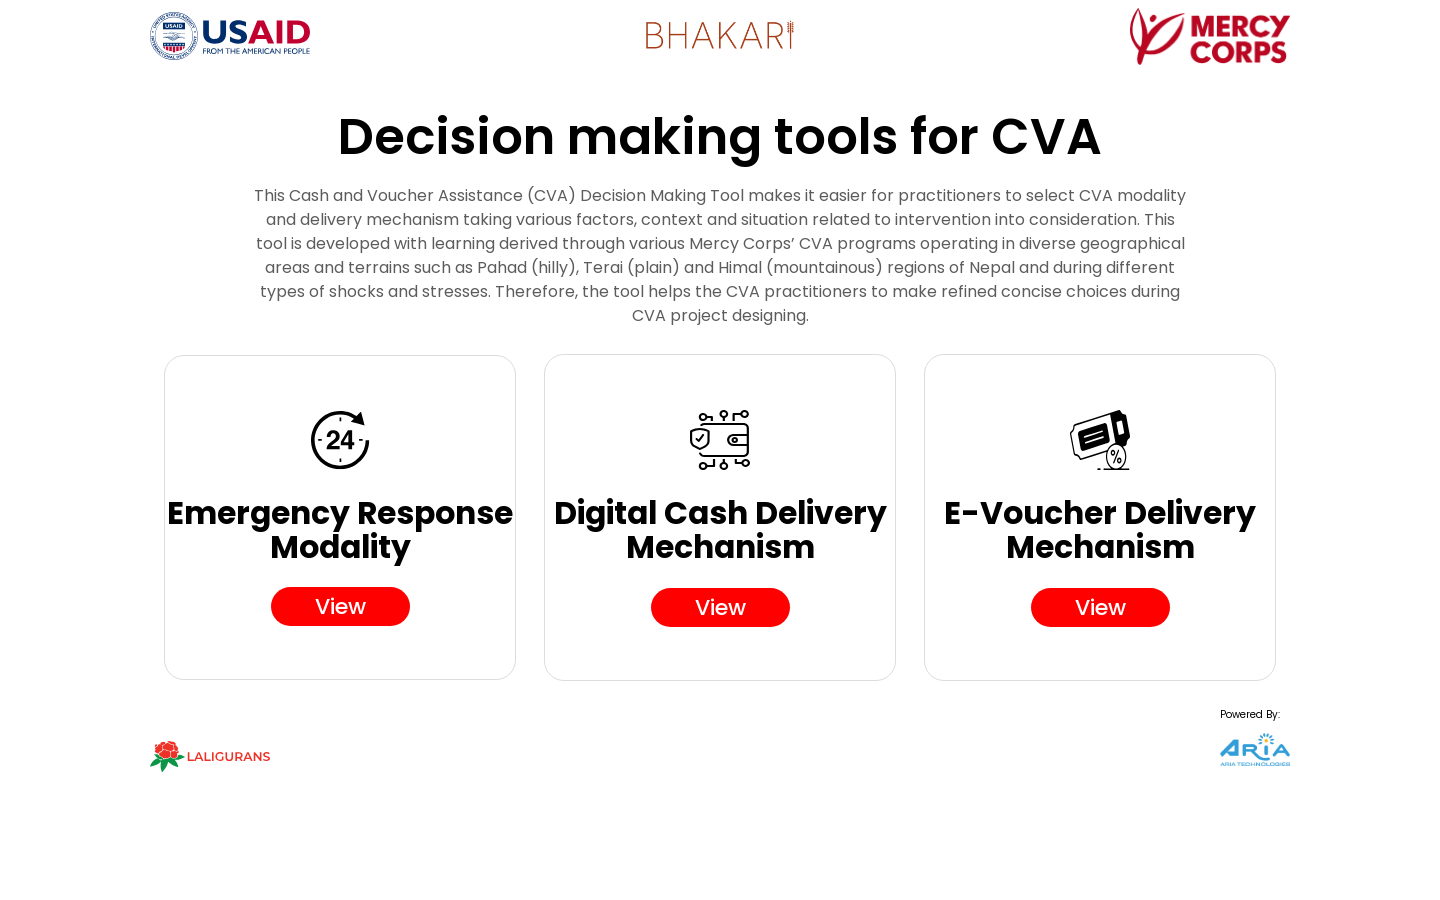 USAID
FROM THE AMERICAN PEOPLE
BHAKARI
MERCY
CORPS
Decision making tools for CVA
This Cash and Voucher Assistance (CVA) Decision Making Tool makes it easier for practitioners to select CVA modality
and delivery mechanism taking various factors, context and situation related to intervention into consideration. This
tool is developed with learning derived through various Mercy Corps’ CVA programs operating in diverse geographical
areas and terrains such as Pahad (hilly), Terai (plain) and Himal (mountainous) regions of Nepal and during different
types of shocks and stresses. Therefore, the tool helps the CVA practitioners to make refined concise choices during
CVA project designing.
24
Emergency Response
Modality
View
Digital Cash Delivery
Mechanism
View
%
E-Voucher Delivery
Mechanism
View
LALIGURANS
Powered By:
ARIA
ARIA TECHNOLOGIES